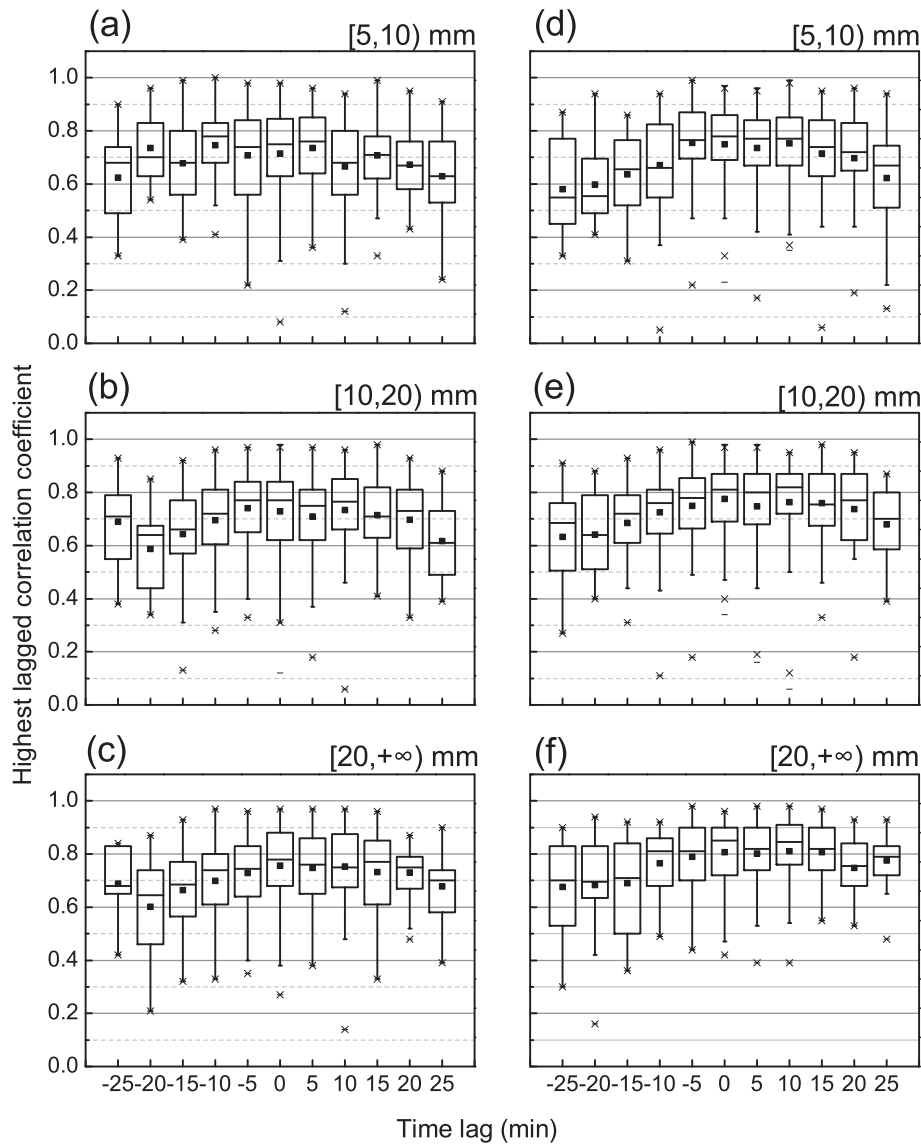 (a)
[5,10) mm
(d)
[5,10) mm
1.0
0.8
0.6
0.4
0.2
0.0
(b)
[10,20) mm
(e)
[10,20) mm
1.0
0.8
0.6
0.4
0.2
0.0
(c)
[20,+∞) mm
(f)
[20,+∞) mm
1.0
0.8
0.6
0.4
0.2
0.0
Highest lagged correlation coefficient
-25 -20 -15 -10 -5 0 5 10 15 20 25
-25 -20 -15 -10 -5 0 5 10 15 20 25
Time lag (min)